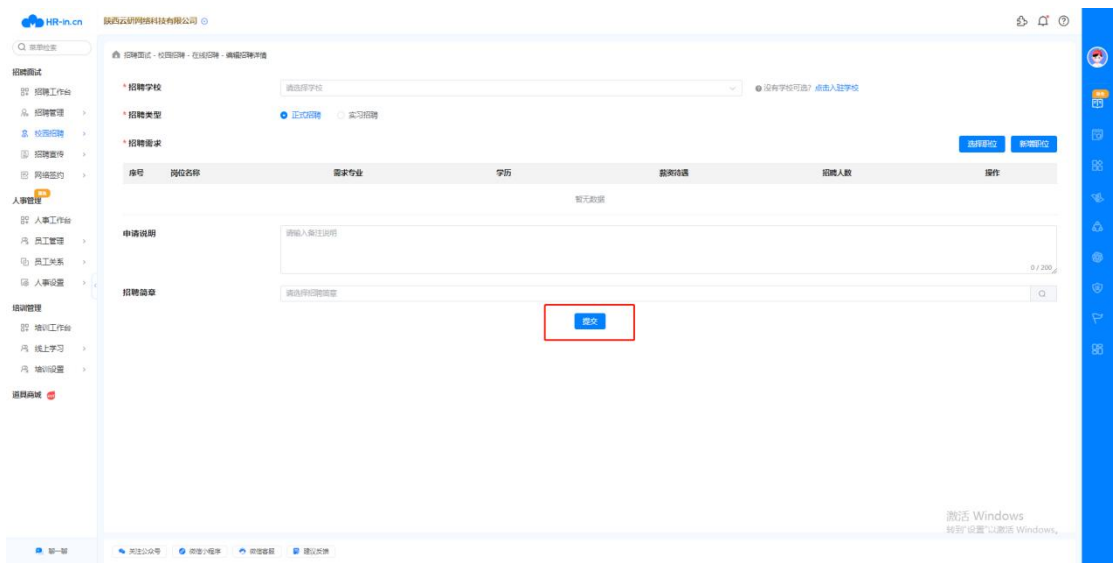 HR-in.cn
陕西云研网络科技有限公司
菜单检索
招聘面试 - 校园招聘 - 在线招聘 - 编辑招聘详情
招聘面试
招聘工作台
招聘管理
校园招聘
招聘宣传
网络签约
人事管理
人事工作台
员工管理
员工关系
人事设置
培训管理
培训工作台
线上学习
培训设置
道具商城
* 招聘学校
请选择学校
没有学校可选? 点击入驻学校
* 招聘类型
正式招聘 实习招聘
* 招聘需求
选择职位 新增职位
序号 岗位名称 需求专业 学历 薪资待遇 招聘人数 操作
暂无数据
申请说明
请输入备注说明
0 / 200
招聘简章
请选择招聘简章
提交
激活 Windows
转到"设置"以激活 Windows。
聊一聊
关注公众号 微信小程序 微信客服 建议反馈